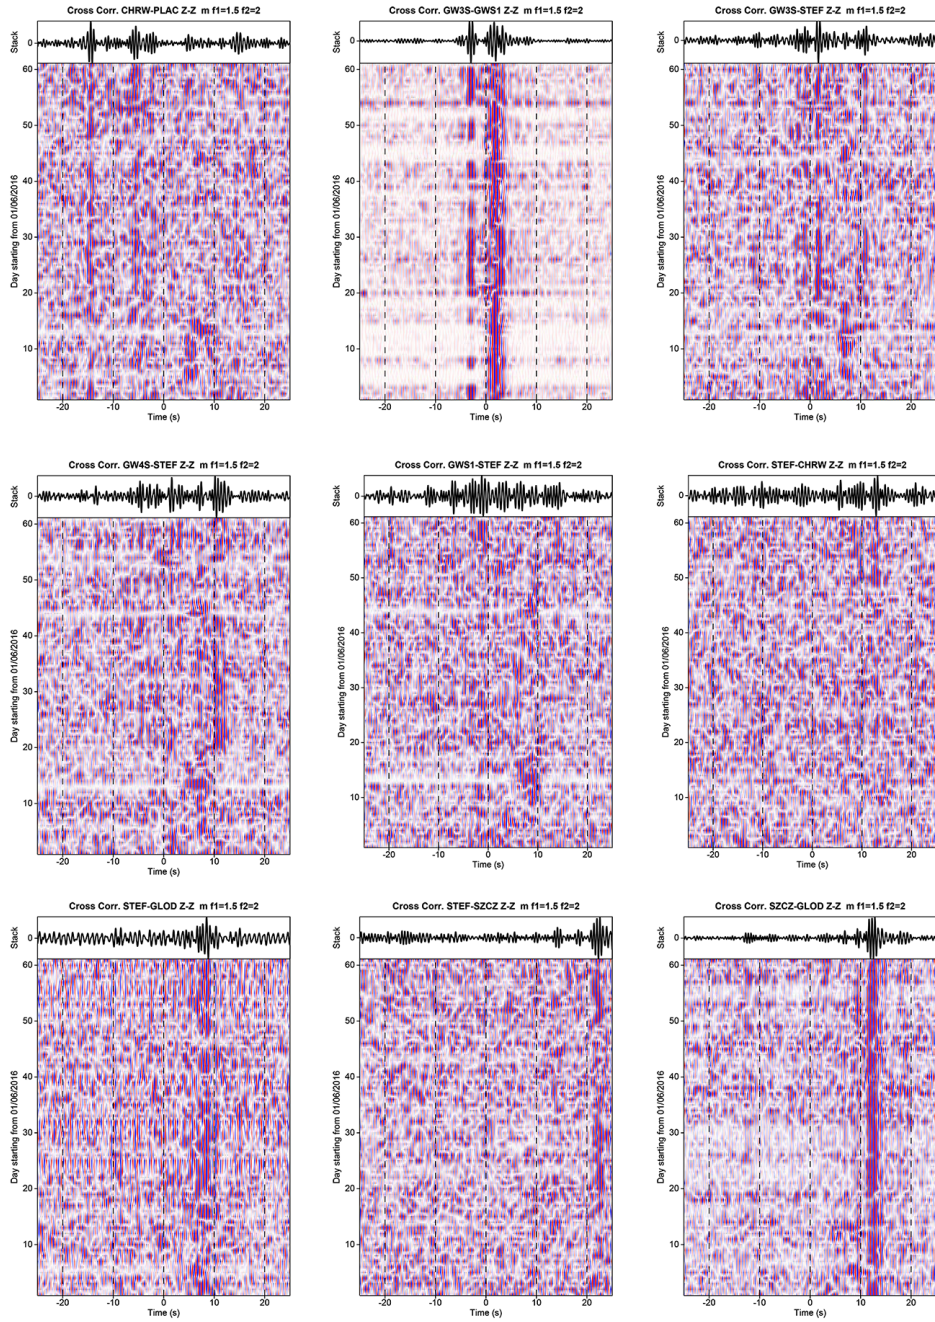 Cross Corr. CHRW-PLAC Z-Z m f1=1.5 f2=2
Stack
0
Day starting from 01/06/2016
60
50
40
30
20
10
-20 -10 0 10 20
Time (s)
Cross Corr. GW3S-GWS1 Z-Z m f1=1.5 f2=2
Stack
0
Day starting from 01/06/2016
60
50
40
30
20
10
-20 -10 0 10 20
Time (s)
Cross Corr. GW3S-STEF Z-Z m f1=1.5 f2=2
Stack
0
Day starting from 01/06/2016
60
50
40
30
20
10
-20 -10 0 10 20
Time (s)
Cross Corr. GW4S-STEF Z-Z m f1=1.5 f2=2
Stack
0
Day starting from 01/06/2016
60
50
40
30
20
10
-20 -10 0 10 20
Time (s)
Cross Corr. GWS1-STEF Z-Z m f1=1.5 f2=2
Stack
0
Day starting from 01/06/2016
60
50
40
30
20
10
-20 -10 0 10 20
Time (s)
Cross Corr. STEF-CHRW Z-Z m f1=1.5 f2=2
Stack
0
Day starting from 01/06/2016
60
50
40
30
20
10
-20 -10 0 10 20
Time (s)
Cross Corr. STEF-GLOD Z-Z m f1=1.5 f2=2
Stack
0
Day starting from 01/06/2016
60
50
40
30
20
10
-20 -10 0 10 20
Time (s)
Cross Corr. STEF-SZCZ Z-Z m f1=1.5 f2=2
Stack
0
Day starting from 01/06/2016
60
50
40
30
20
10
-20 -10 0 10 20
Time (s)
Cross Corr. SZCZ-GLOD Z-Z m f1=1.5 f2=2
Stack
0
Day starting from 01/06/2016
60
50
40
30
20
10
-20 -10 0 10 20
Time (s)